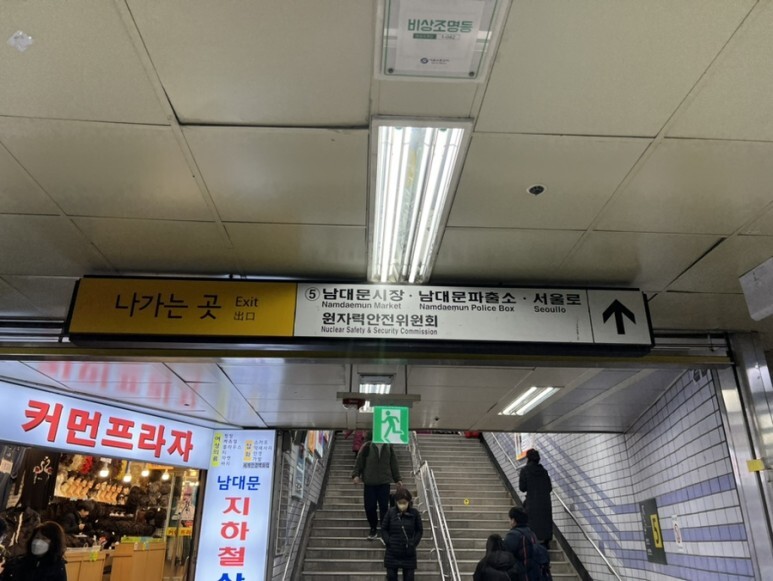 비상조명등
나가는 곳 Exit
出口
⑤ 남대문시장 · 남대문파출소 · 서울로
Namdaemun Market Namdaemun Police Box Seoullo
원자력안전위원회
Nuclear Safety & Security Commission
커먼프라자
남대문
지하철
5